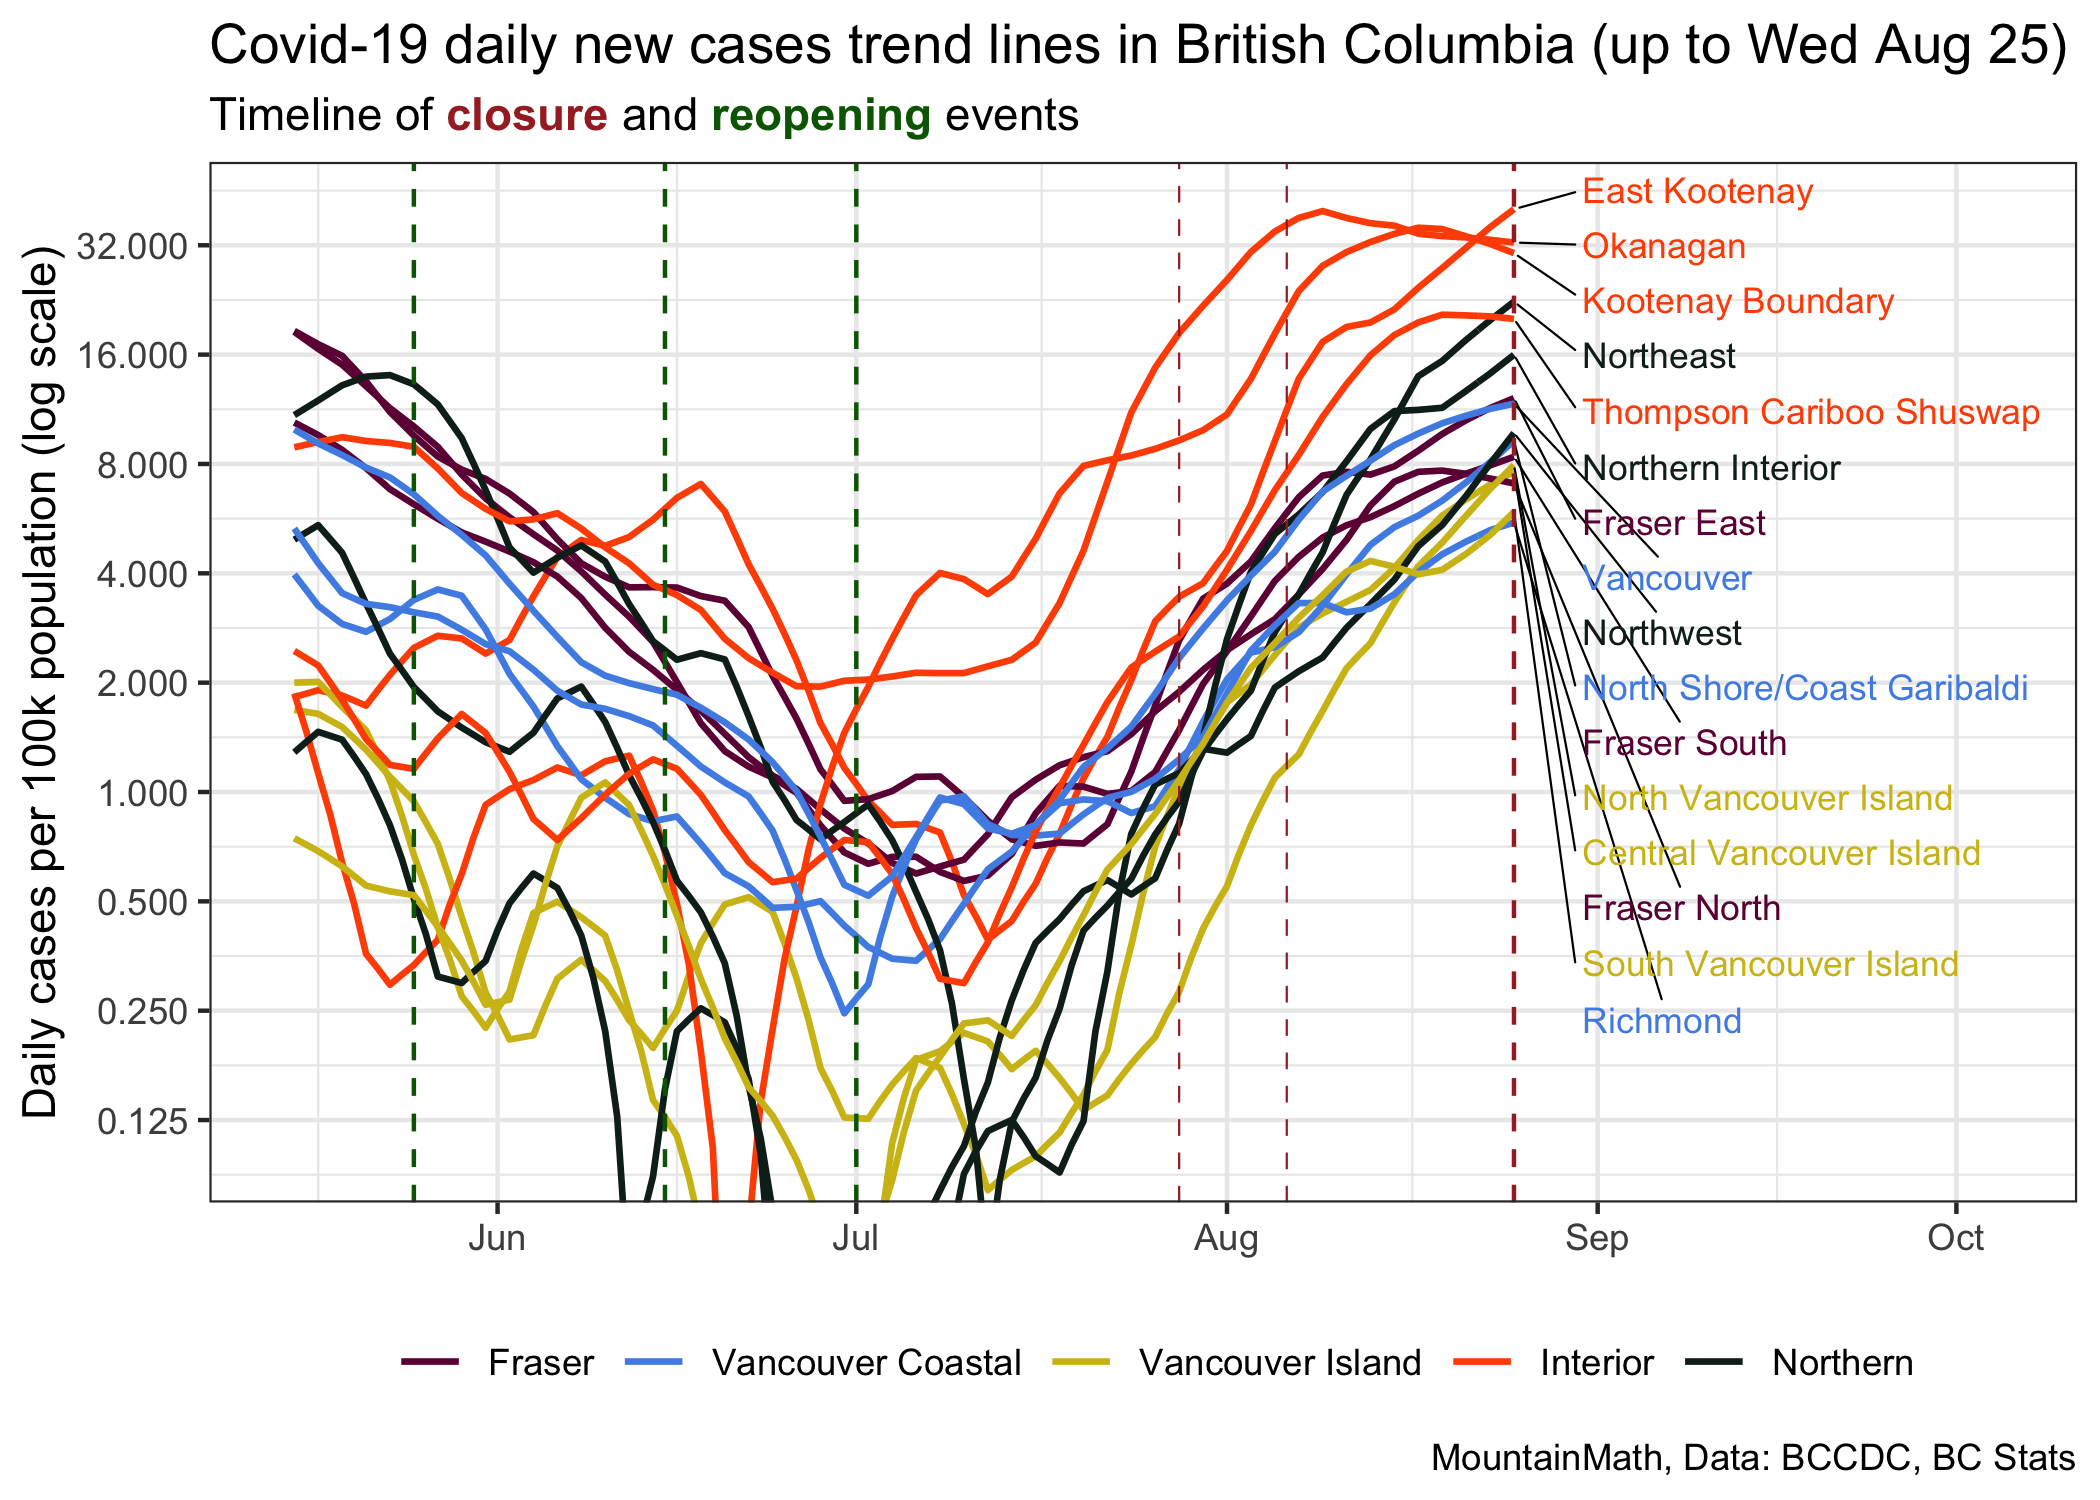 Covid-19 daily new cases trend lines in British Columbia (up to Wed Aug 25)
Timeline of closure and reopening events
Daily cases per 100k population (log scale)
32.000
16.000
8.000
4.000
2.000
1.000
0.500
0.250
0.125
East Kootenay
Okanagan
Kootenay Boundary
Northeast
Thompson Cariboo Shuswap
Northern Interior
Fraser East
Vancouver
Northwest
North Shore/Coast Garibaldi
Fraser South
North Vancouver Island
Central Vancouver Island
Fraser North
South Vancouver Island
Richmond
Jun Jul Aug Sep Oct
Fraser Vancouver Coastal Vancouver Island Interior Northern
MountainMath, Data: BCCDC, BC Stats